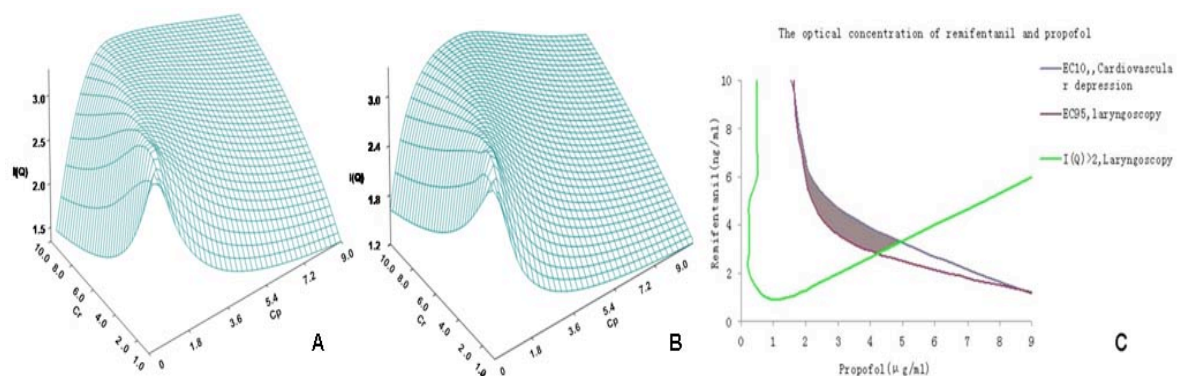 The optical concentration of remifentanil and propofol
3.0
2.5
2.0
1.5
I(Q)
10.0
8.0
6.0
4.0
2.0
1.0
Cr
0
1.8
3.6
5.4
7.2
9.0
Cp
A
3.0
2.4
1.8
1.2
I(Q)
10.0
8.0
6.0
4.0
2.0
1.0
Cr
0
1.8
3.6
5.4
7.2
9.0
Cp
B
10
8
6
4
2
0
Remifentanil(ng/ml)
0 1 2 3 4 5 6 7 8 9
Propofol(μg/ml)
EC10,,Cardiovascula
r depression
EC95,laryngoscopy
I(Q)>2,Laryngoscopy
C